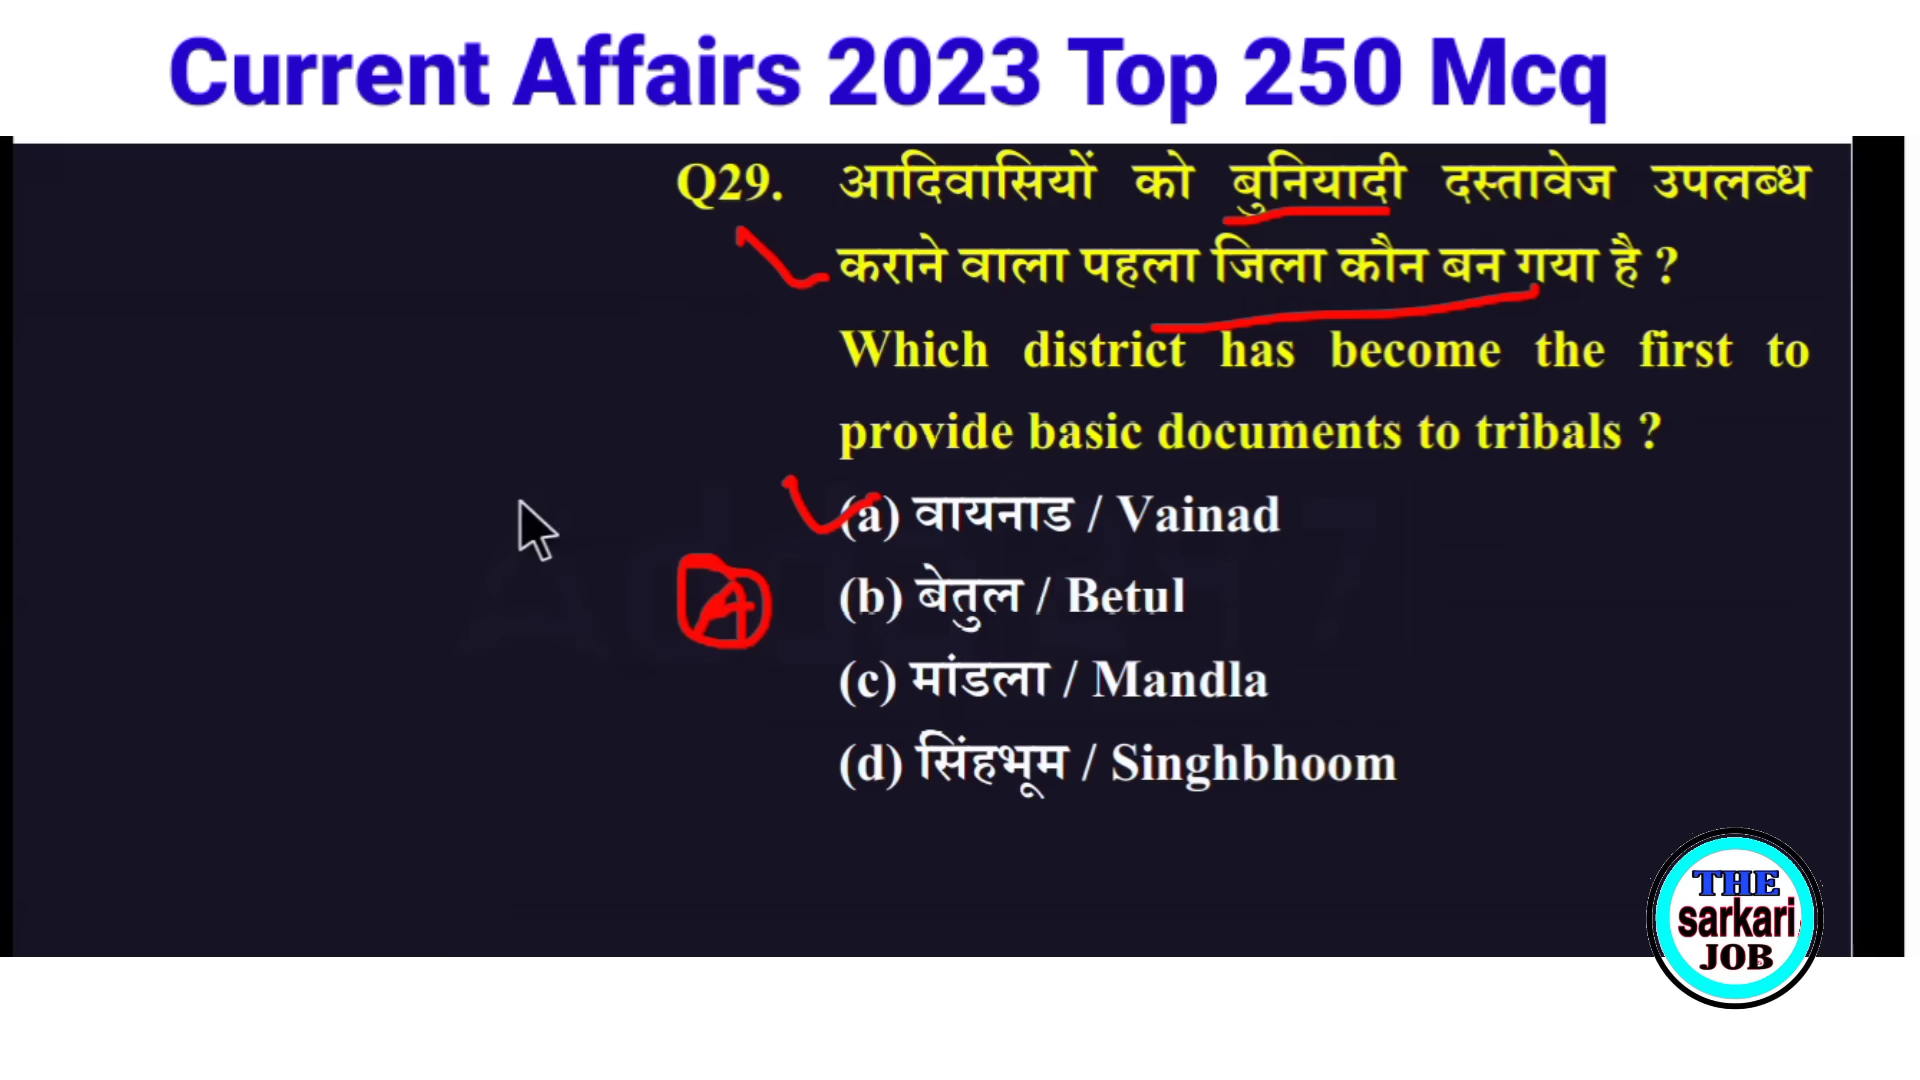 Current Affairs 2023 Top 250 Mcq
Q29. आदिवासियों को बुनियादी दस्तावेज उपलब्ध
कराने वाला पहला जिला कौन बन गया है ?
Which district has become the first to
provide basic documents to tribals ?
(a) वायनाड / Vainad
(b) बेतुल / Betul
A
(c) मांडला / Mandla
(d) सिंहभूम / Singhbhoom
THE
sarkari
JOB